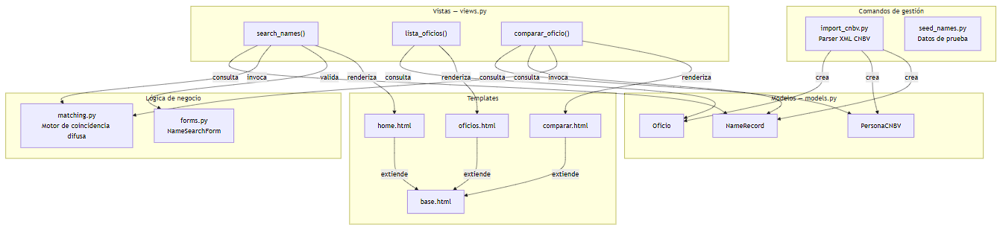 Vistas — views.py
Comandos de gestión
search_names()
lista_oficios()
comparar_oficio()
import_cnbv.py
Parser XML CNBV
seed_names.py
Datos de prueba
consulta
invoca
valida
renderiza
consulta
renderiza
consulta
consulta
invoca
renderiza
crea
crea
crea
Lógica de negocio
Templates
Modelos — models.py
matching.py
Motor de coincidencia
difusa
forms.py
NameSearchForm
home.html
oficios.html
comparar.html
Oficio
NameRecord
PersonaCNBV
extiende
extiende
extiende
base.html